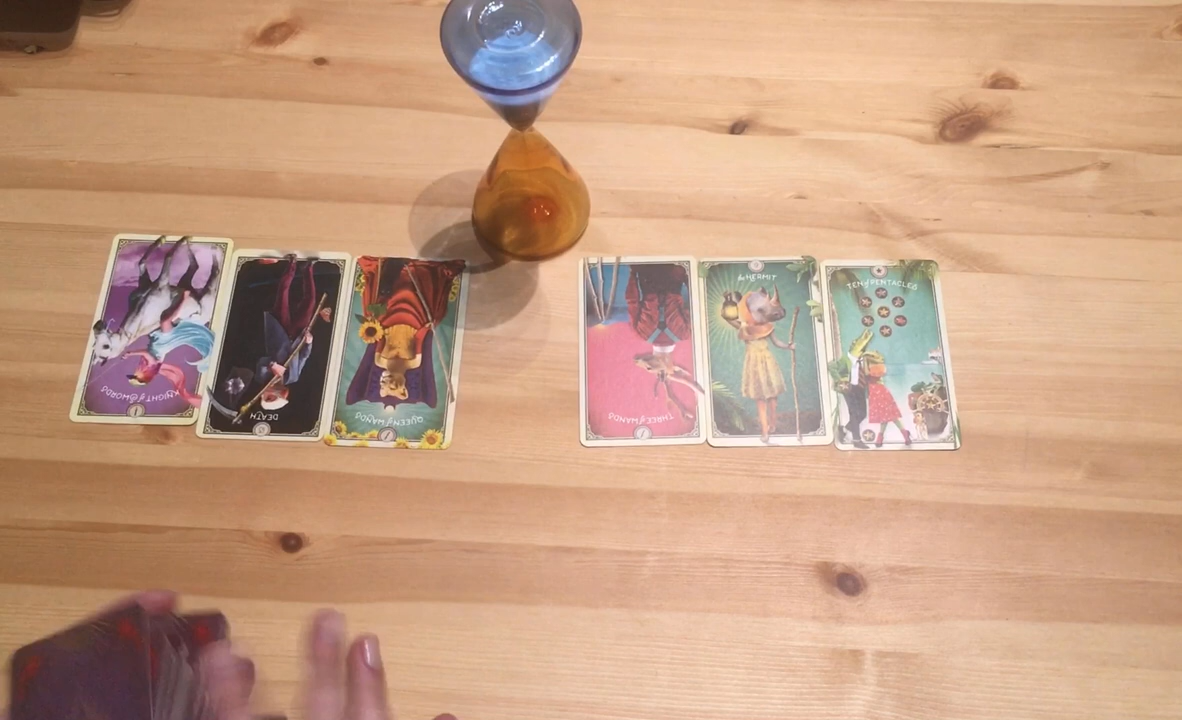 KNIGHT of SWORDS
DEATH
QUEEN of WANDS
THREE of WANDS
the HERMIT
TEN of PENTACLES